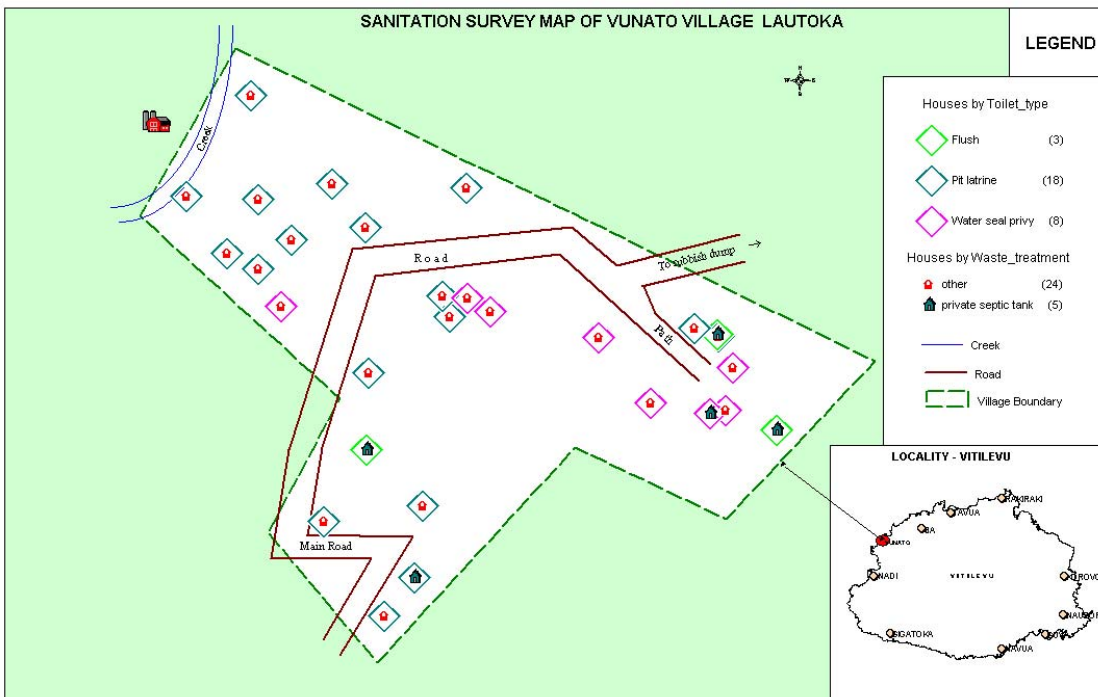 SANITATION SURVEY MAP OF VUNATO VILLAGE LAUTOKA
LEGEND
N
W
E
S
Houses by Toilet_type
Flush (3)
Pit latrine (18)
Water seal privy (8)
Houses by Waste_treatment
other (24)
private septic tank (5)
Creek
Road
Village Boundary
Creek
Road
To rubbish dump
Path
Main Road
LOCALITY - VITILEVU
RAKIRAKI
TAVUA
BA
VUNATO
NADI
VITILEVU
SIGATOKA
NAVUA
SUVA